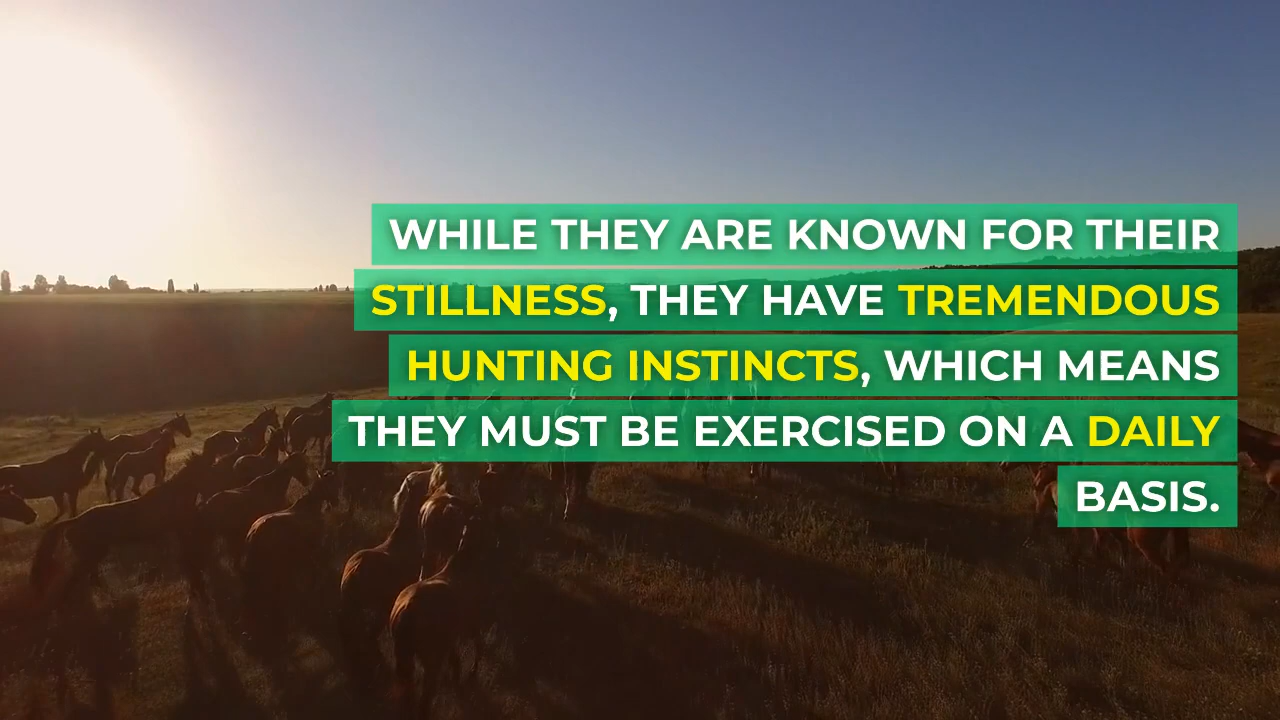 WHILE THEY ARE KNOWN FOR THEIR
STILLNESS, THEY HAVE TREMENDOUS
HUNTING INSTINCTS, WHICH MEANS
THEY MUST BE EXERCISED ON A DAILY
BASIS.